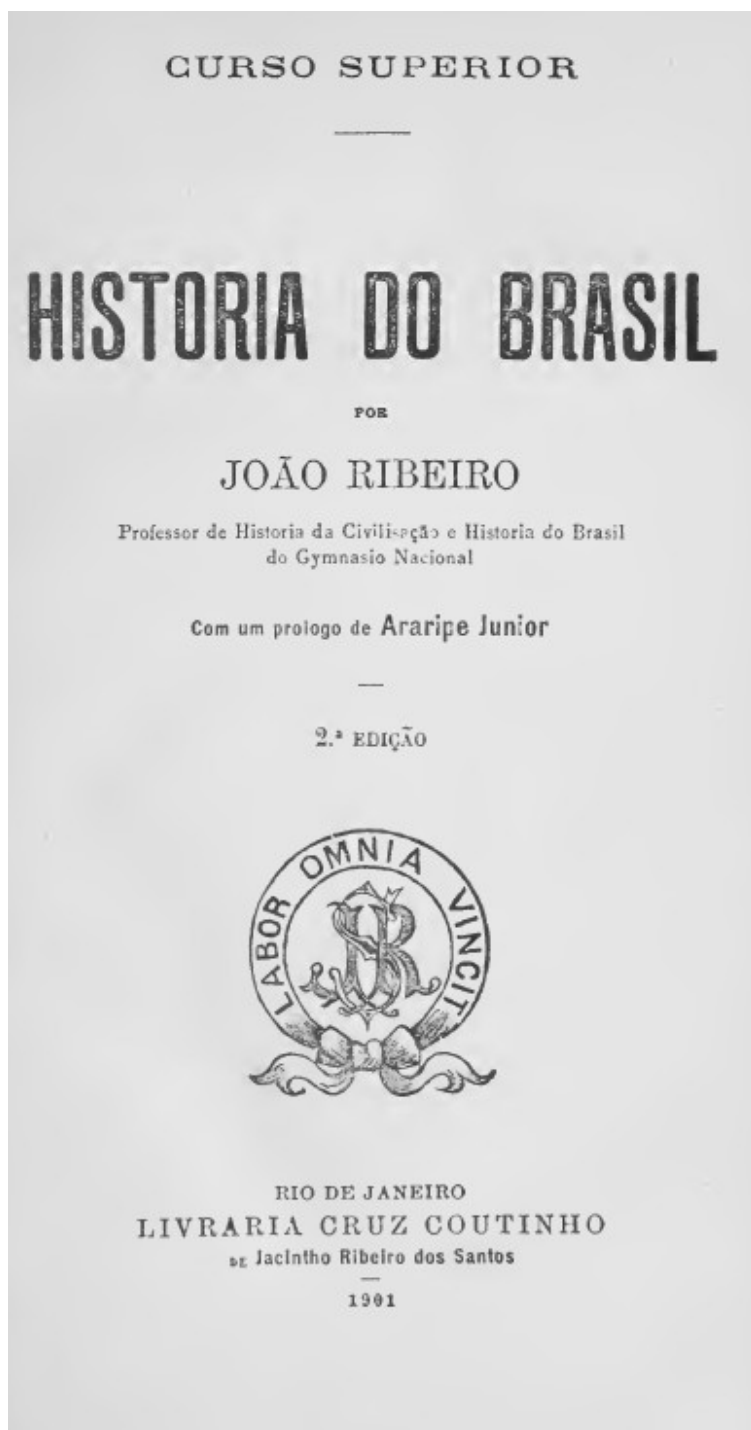 CURSO SUPERIOR
HISTORIA DO BRASIL
POR
JOÃO RIBEIRO
Professor de Historia da Civilisação e Historia do Brasil
do Gymnasio Nacional
Com um prologo de Araripe Junior
2.ª EDIÇÃO
LABOR OMNIA VINCIT
RIO DE JANEIRO
LIVRARIA CRUZ COUTINHO
DE Jacintho Ribeiro dos Santos
1901